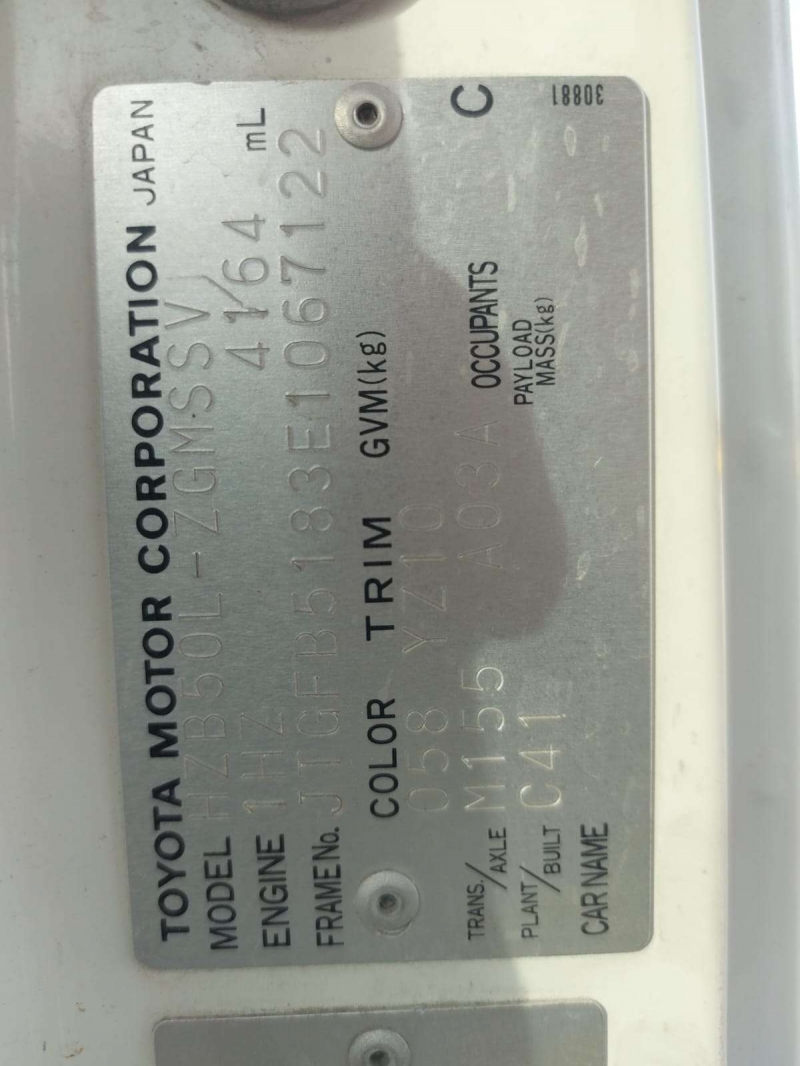 TOYOTA MOTOR CORPORATION JAPAN
MODEL HZB50L-ZGMSSV
ENGINE 1HZ 4164 mL
FRAME No. JTGFB5183E1067122
COLOR TRIM GVM(kg)
058 YZ10
TRANS./AXLE M155 A03A OCCUPANTS C
PLANT/BUILT C41 PAYLOAD MASS(kg)
CAR NAME 30881